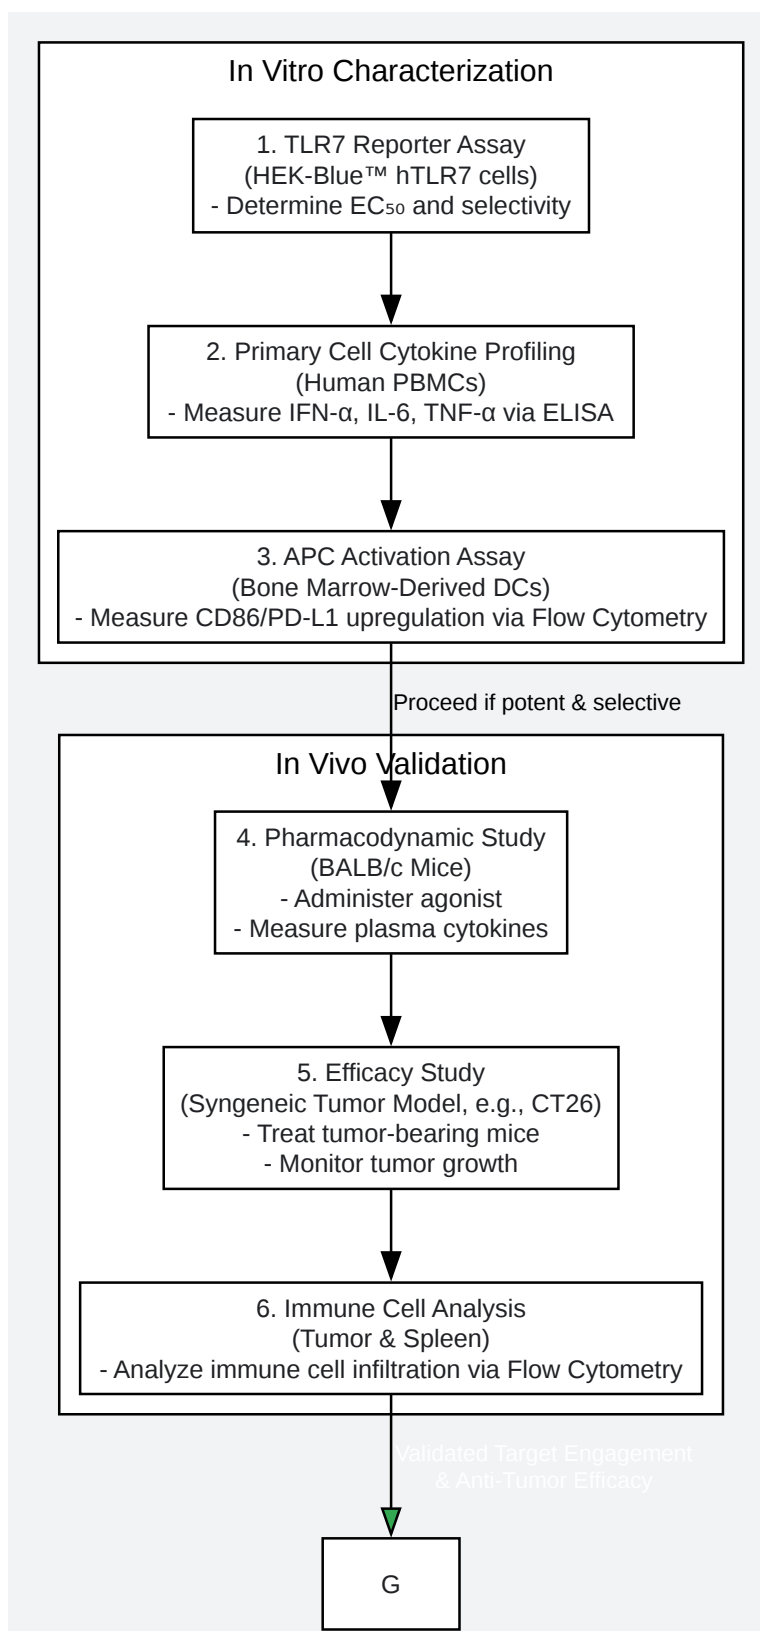 In Vitro Characterization
1. TLR7 Reporter Assay
(HEK-Blue™ hTLR7 cells)
- Determine EC₅₀ and selectivity
2. Primary Cell Cytokine Profiling
(Human PBMCs)
- Measure IFN-α, IL-6, TNF-α via ELISA
3. APC Activation Assay
(Bone Marrow-Derived DCs)
- Measure CD86/PD-L1 upregulation via Flow Cytometry
Proceed if potent & selective
In Vivo Validation
4. Pharmacodynamic Study
(BALB/c Mice)
- Administer agonist
- Measure plasma cytokines
5. Efficacy Study
(Syngeneic Tumor Model, e.g., CT26)
- Treat tumor-bearing mice
- Monitor tumor growth
6. Immune Cell Analysis
(Tumor & Spleen)
- Analyze immune cell infiltration via Flow Cytometry
Validated Target Engagement
& Anti-Tumor Efficacy
G